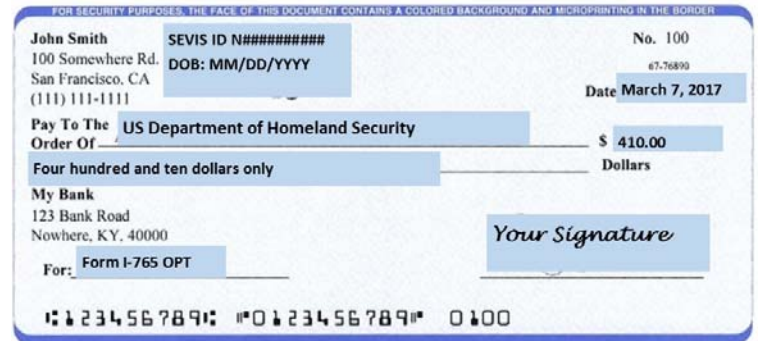 FOR SECURITY PURPOSES, THE FACE OF THIS DOCUMENT CONTAINS A COLORED BACKGROUND AND MICROPRINTING IN THE BORDER
John Smith SEVIS ID N########## No. 100
100 Somewhere Rd. DOB: MM/DD/YYYY 67-76890
San Francisco, CA
(111) 111-1111 Date March 7, 2017
Pay To The
Order Of US Department of Homeland Security $ 410.00
Four hundred and ten dollars only Dollars
My Bank
123 Bank Road
Nowhere, KY, 40000 Your Signature
For: Form I-765 OPT
⑆123456789⑆ ⑈0123456789⑈ 0100